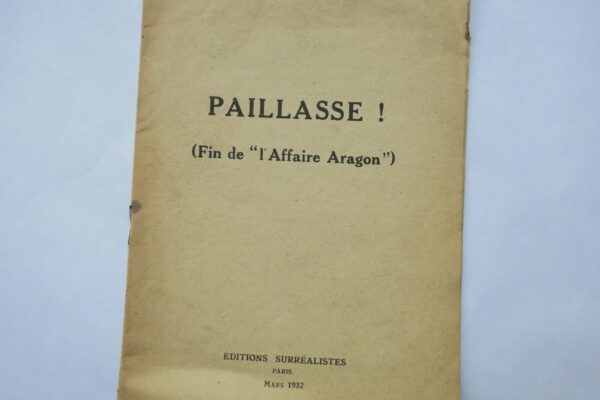 PAILLASSE !
(Fin de “l'Affaire Aragon”)
ÉDITIONS SURRÉALISTES
PARIS
MARS 1932